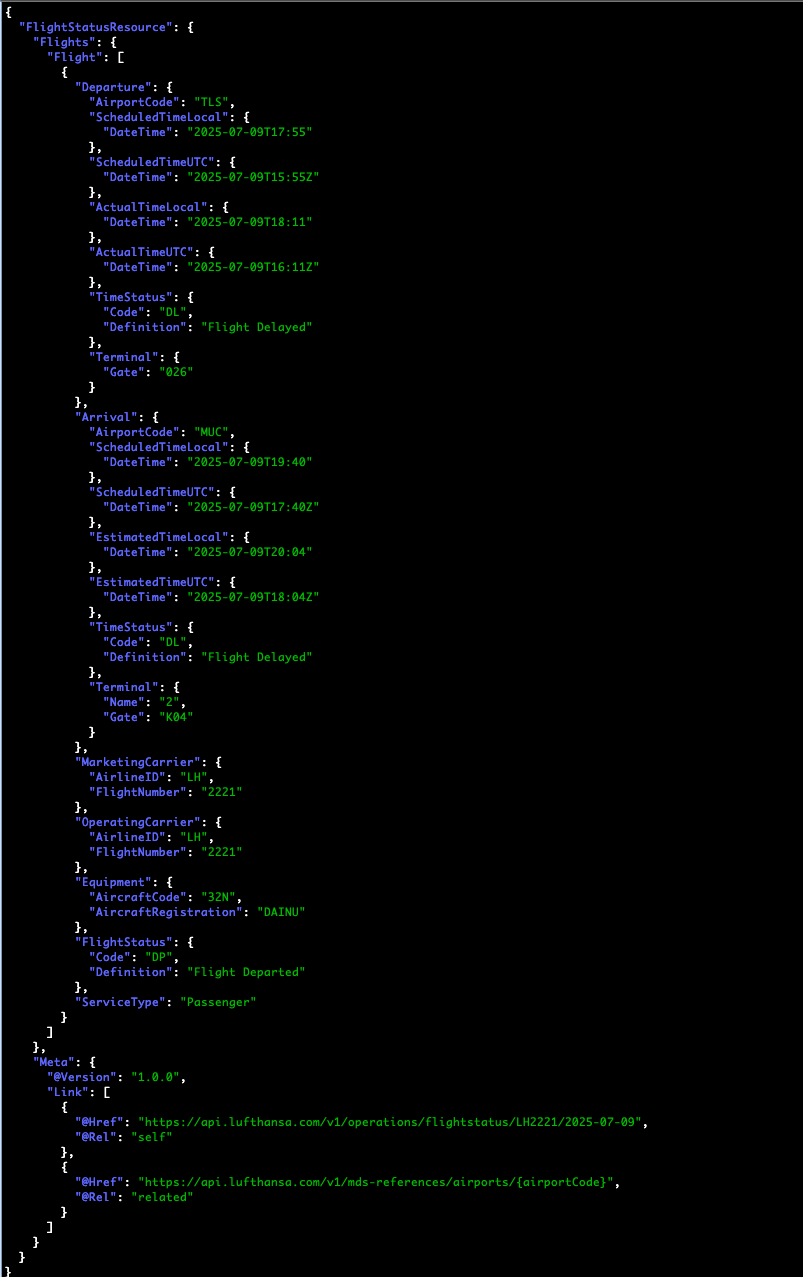 {
  "FlightStatusResource": {
    "Flights": {
      "Flight": [
        {
          "Departure": {
            "AirportCode": "TLS",
            "ScheduledTimeLocal": {
              "DateTime": "2025-07-09T17:55"
            },
            "ScheduledTimeUTC": {
              "DateTime": "2025-07-09T15:55Z"
            },
            "ActualTimeLocal": {
              "DateTime": "2025-07-09T18:11"
            },
            "ActualTimeUTC": {
              "DateTime": "2025-07-09T16:11Z"
            },
            "TimeStatus": {
              "Code": "DL",
              "Definition": "Flight Delayed"
            },
            "Terminal": {
              "Gate": "026"
            }
          },
          "Arrival": {
            "AirportCode": "MUC",
            "ScheduledTimeLocal": {
              "DateTime": "2025-07-09T19:40"
            },
            "ScheduledTimeUTC": {
              "DateTime": "2025-07-09T17:40Z"
            },
            "EstimatedTimeLocal": {
              "DateTime": "2025-07-09T20:04"
            },
            "EstimatedTimeUTC": {
              "DateTime": "2025-07-09T18:04Z"
            },
            "TimeStatus": {
              "Code": "DL",
              "Definition": "Flight Delayed"
            },
            "Terminal": {
              "Name": "2",
              "Gate": "K04"
            }
          },
          "MarketingCarrier": {
            "AirlineID": "LH",
            "FlightNumber": "2221"
          },
          "OperatingCarrier": {
            "AirlineID": "LH",
            "FlightNumber": "2221"
          },
          "Equipment": {
            "AircraftCode": "32N",
            "AircraftRegistration": "DAINU"
          },
          "FlightStatus": {
            "Code": "DP",
            "Definition": "Flight Departed"
          },
          "ServiceType": "Passenger"
        }
      ]
    },
    "Meta": {
      "@Version": "1.0.0",
      "Link": [
        {
          "@Href": "https://api.lufthansa.com/v1/operations/flightstatus/LH2221/2025-07-09",
          "@Rel": "self"
        },
        {
          "@Href": "https://api.lufthansa.com/v1/mds-references/airports/{airportCode}",
          "@Rel": "related"
        }
      ]
    }
  }
}